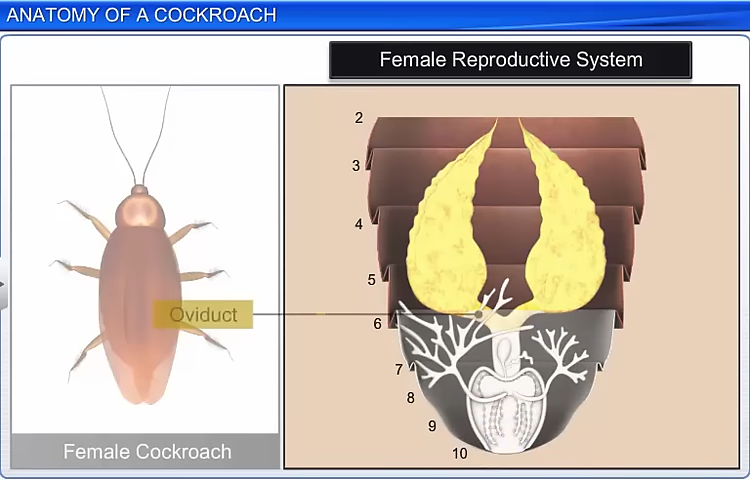 ANATOMY OF A COCKROACH
Female Reproductive System
2
3
4
5
Oviduct
6
7
8
9
10
Female Cockroach